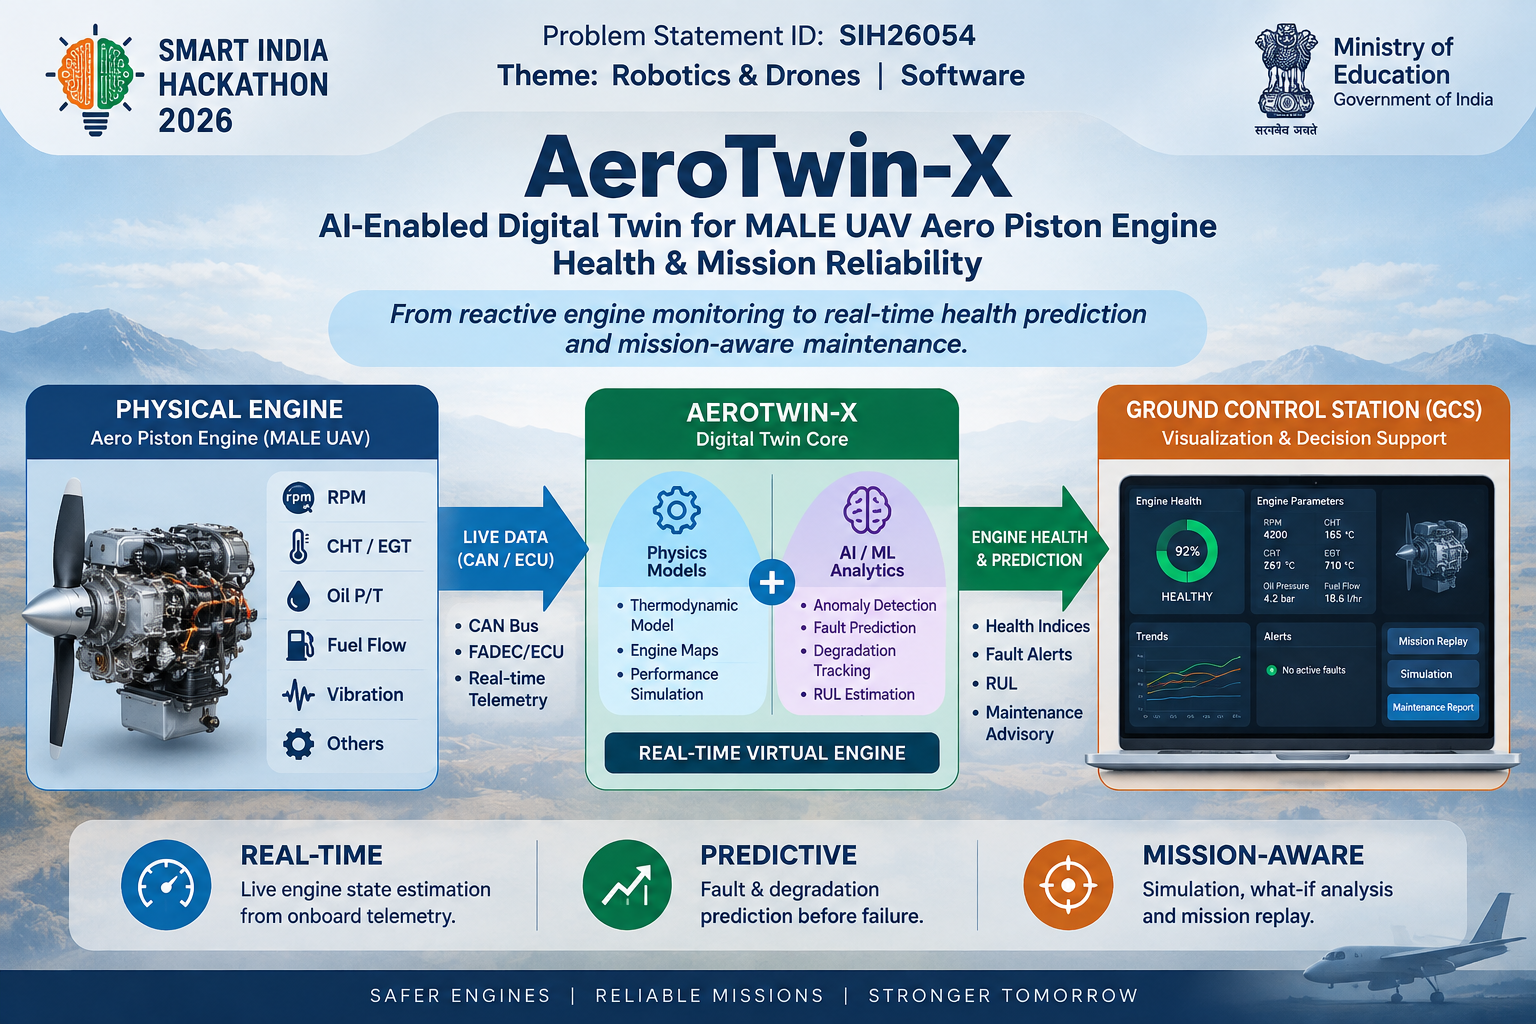 SMART INDIA
HACKATHON
2026
Problem Statement ID: SIH26054
Theme: Robotics & Drones | Software
Ministry of
Education
Government of India
AeroTwin-X
AI-Enabled Digital Twin for MALE UAV Aero Piston Engine
Health & Mission Reliability
From reactive engine monitoring to real-time health prediction
and mission-aware maintenance.
PHYSICAL ENGINE
Aero Piston Engine (MALE UAV)
rpm
RPM
CHT / EGT
Oil P/T
Fuel Flow
Vibration
Others
LIVE DATA
(CAN / ECU)
• CAN Bus
• FADEC/ECU
• Real-time
Telemetry
AEROTWIN-X
Digital Twin Core
Physics
Models
• Thermodynamic
Model
• Engine Maps
• Performance
Simulation
+
AI / ML
Analytics
• Anomaly Detection
• Fault Prediction
• Degradation
Tracking
• RUL Estimation
REAL-TIME VIRTUAL ENGINE
ENGINE HEALTH
& PREDICTION
• Health Indices
• Fault Alerts
• RUL
• Maintenance
Advisory
GROUND CONTROL STATION (GCS)
Visualization & Decision Support
Engine Health
92%
HEALTHY
Engine Parameters
RPM
4200
CHT
165 °C
710 °C
Oil Pressure
4.2 bar
Fuel Flow
18.6 l/hr
Trends
Alerts
No active faults
Mission Replay
Simulation
Maintenance Report
REAL-TIME
Live engine state estimation
from onboard telemetry.
PREDICTIVE
Fault & degradation
prediction before failure.
MISSION-AWARE
Simulation, what-if analysis
and mission replay.
SAFER ENGINES | RELIABLE MISSIONS | STRONGER TOMORROW